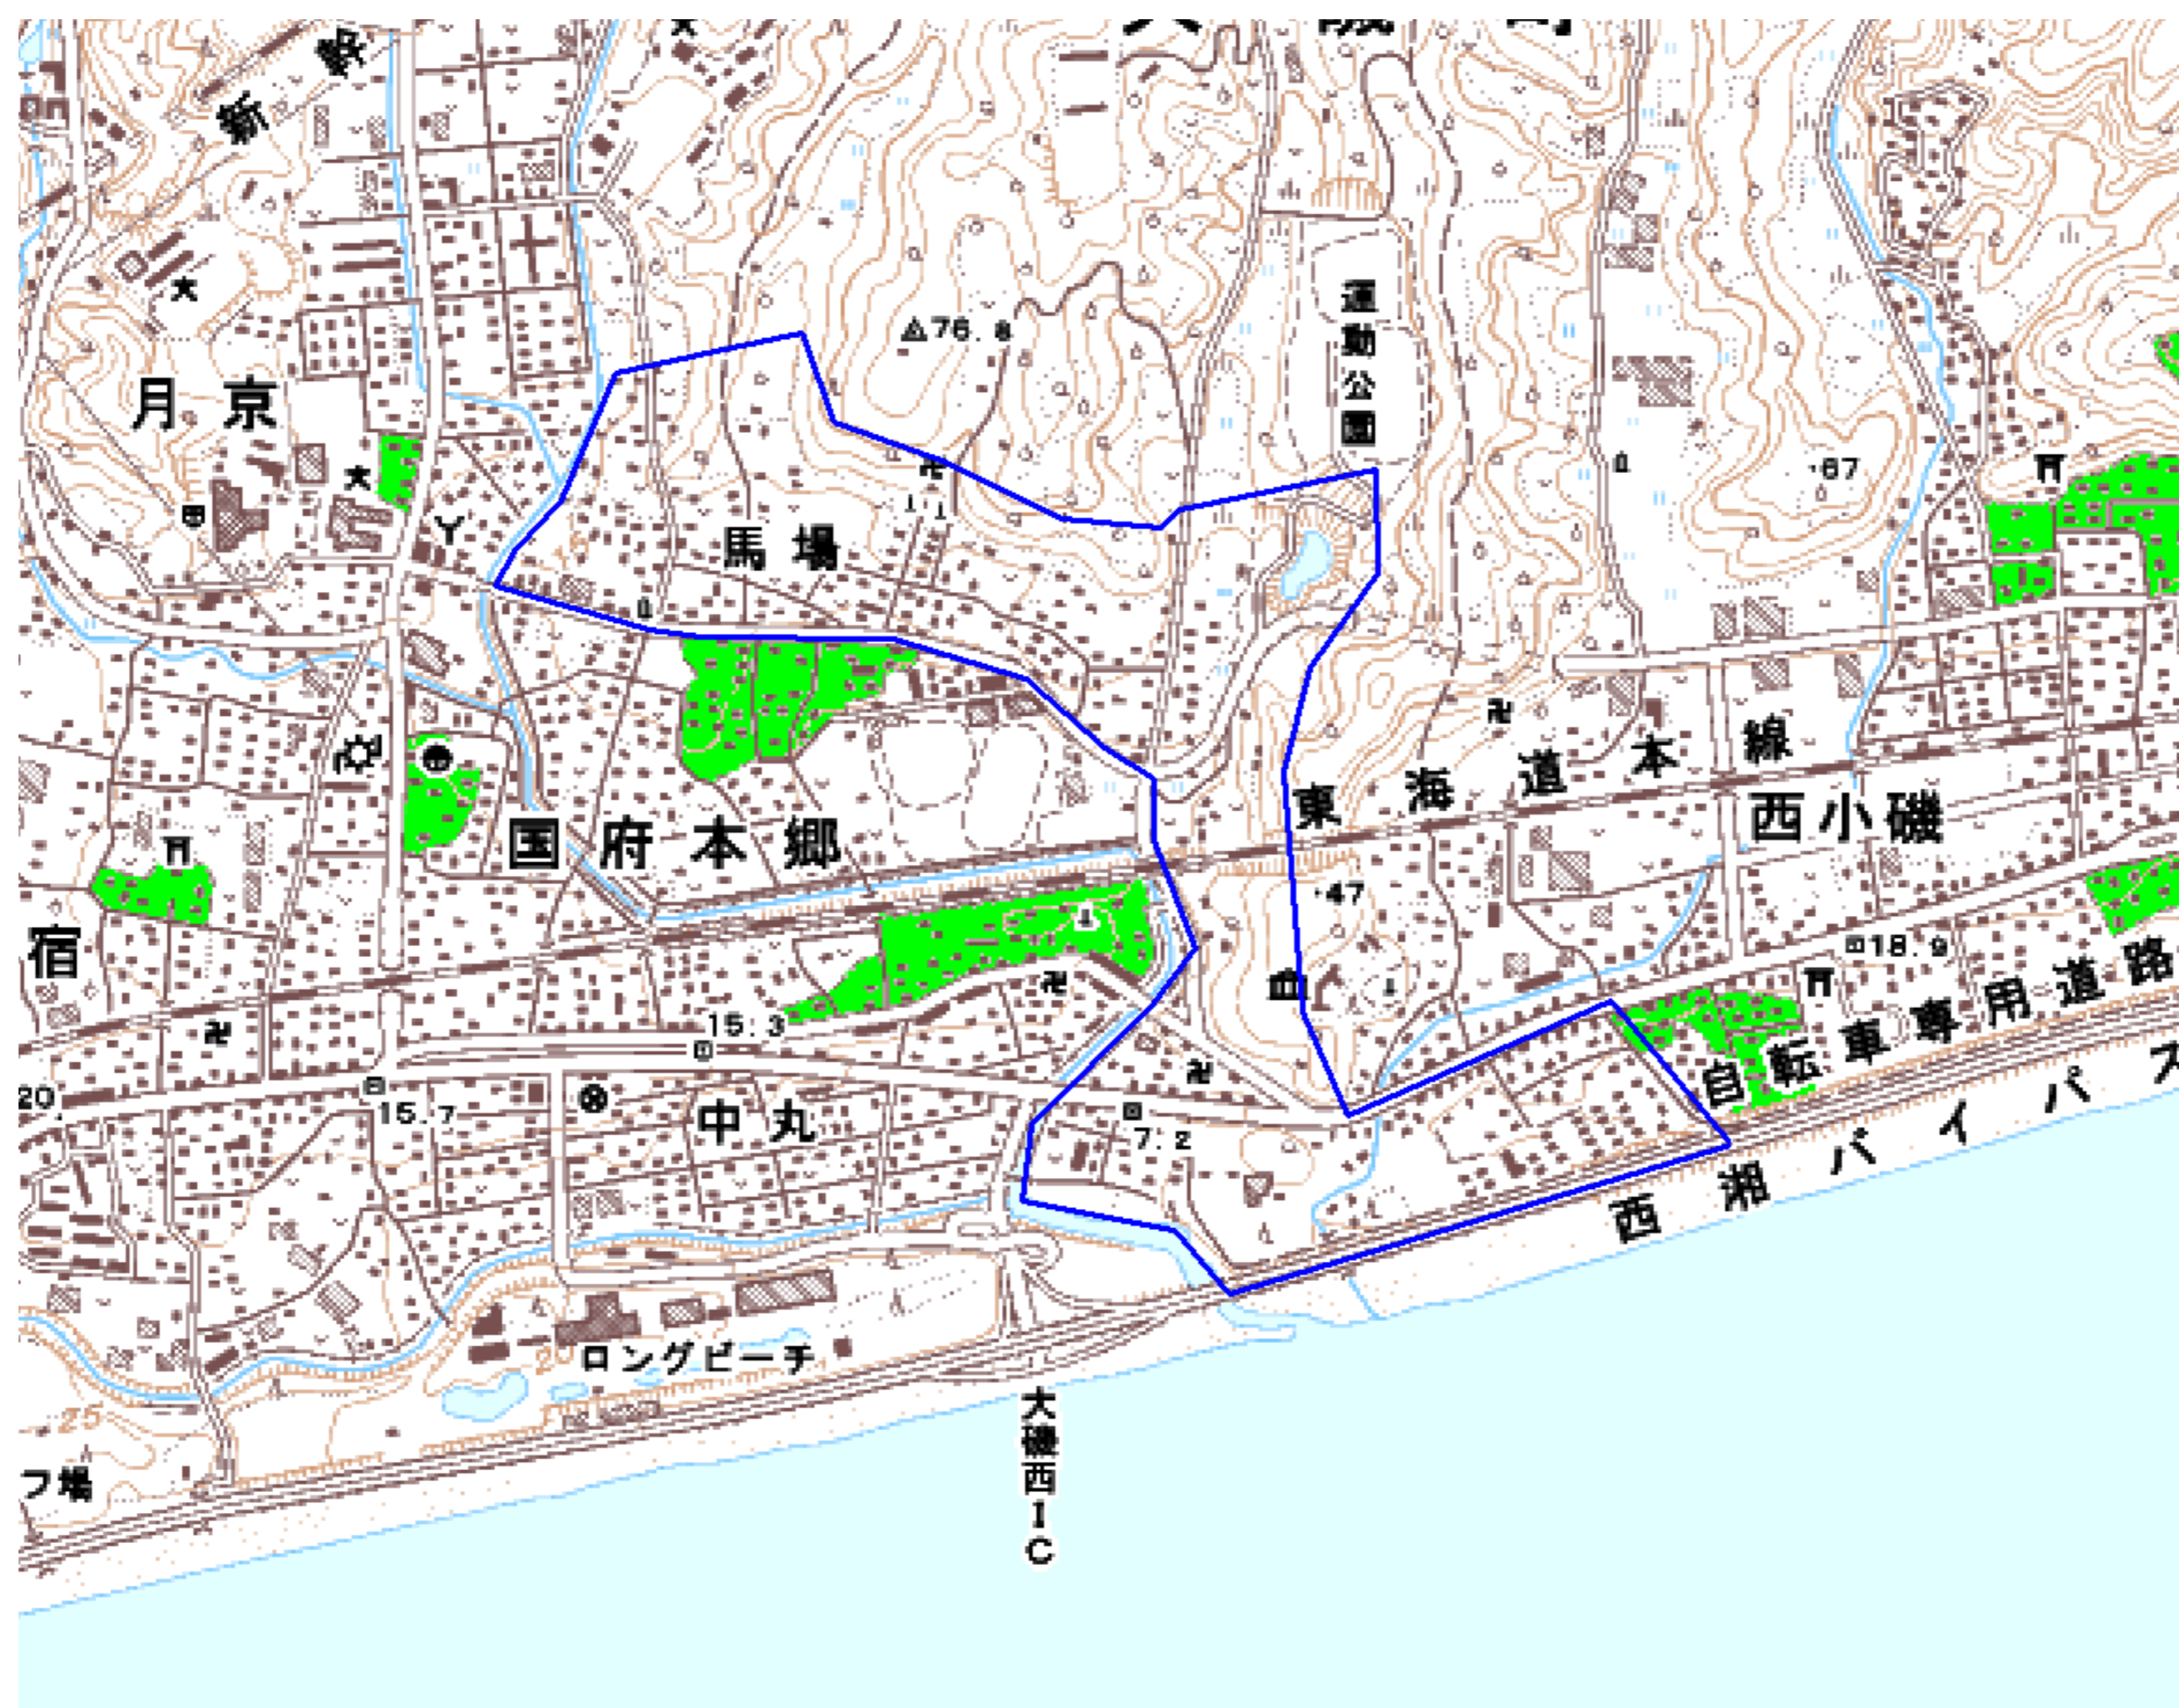 新幹
△76.8
運動公園
月京
・87
馬場
東海道本線
国府本郷
西小磯
・47
宿
18.9
自転車専用道路
15.3
20.
15.7
中丸
7.2
西湘バイパス
ロングビーチ
大磯西IC
25
フ場